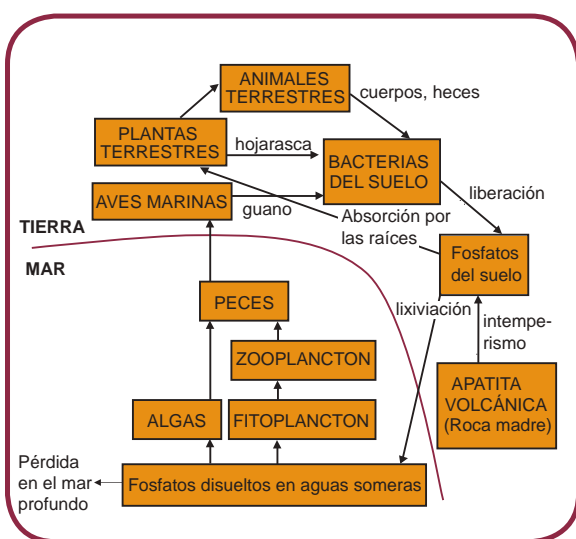 ANIMALES
TERRESTRES
cuerpos, heces
PLANTAS
TERRESTRES
hojarasca
BACTERIAS
DEL SUELO
liberación
AVES MARINAS
guano
Absorción por
las raíces
TIERRA
MAR
Fosfatos
del suelo
PECES
lixiviación
intempe-
rismo
ZOOPLANCTON
APATITA
VOLCÁNICA
(Roca madre)
ALGAS
FITOPLANCTON
Pérdida
en el mar
profundo
Fosfatos disueltos en aguas someras